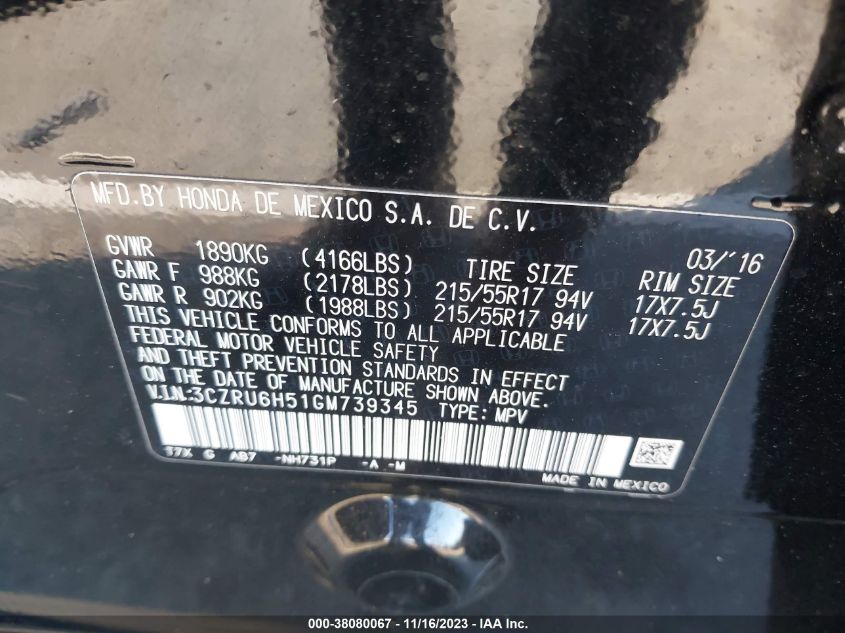 MFD.BY HONDA DE MEXICO S.A. DE C.V.
03/'16
GVWR 1890KG (4166LBS) TIRE SIZE RIM SIZE
GAWR F 988KG (2178LBS) 215/55R17 94V 17X7.5J
GAWR R 902KG (1988LBS) 215/55R17 94V 17X7.5J
THIS VEHICLE CONFORMS TO ALL APPLICABLE
FEDERAL MOTOR VEHICLE SAFETY
AND THEFT PREVENTION STANDARDS IN EFFECT
ON THE DATE OF MANUFACTURE SHOWN ABOVE.
V.I.N:3CZRU6H51GM739345 TYPE: MPV
37X G AB7 -NH731P -A -M
MADE IN MEXICO
000-38080067 - 11/16/2023 - IAA Inc.